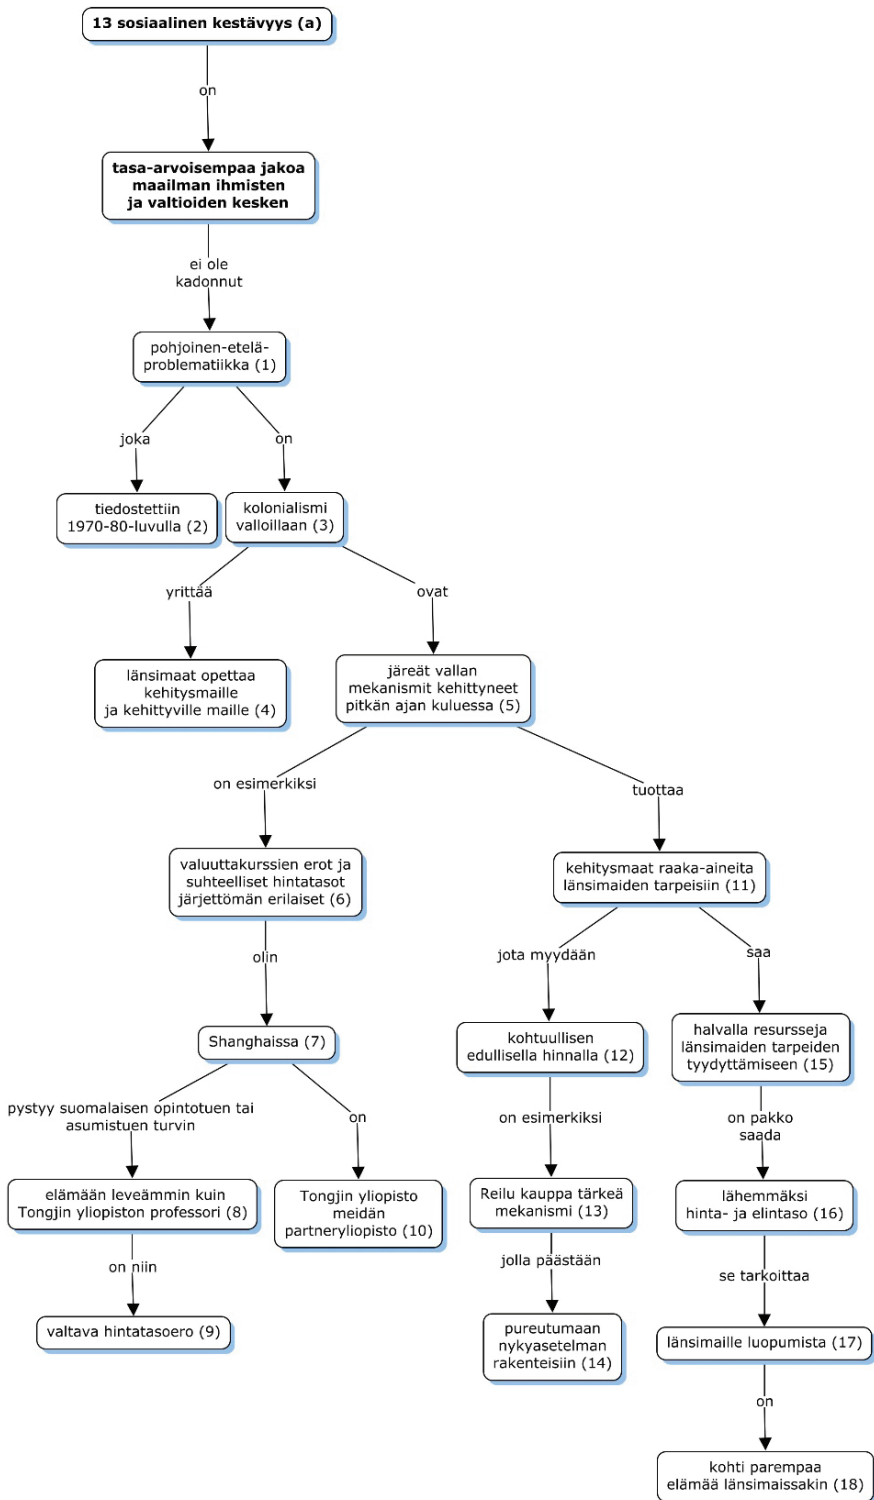 13 sosiaalinen kestävyys (a)
on
tasa-arvoisempaa jakoa
maailman ihmisten
ja valtioiden kesken
ei ole
kadonnut
pohjoinen-etelä-
problematiikka (1)
joka
on
tiedostettiin
1970-80-luvulla (2)
kolonialismi
valloillaan (3)
yrittää
ovat
länsimaat opettaa
kehitysmaille
ja kehittyville maille (4)
järeät vallan
mekanismit kehittyneet
pitkän ajan kuluessa (5)
on esimerkiksi
tuottaa
valuuttakurssien erot ja
suhteelliset hintatasot
järjettömän erilaiset (6)
kehitysmaat raaka-aineita
länsimaiden tarpeisiin (11)
olin
jota myydään
saa
Shanghaissa (7)
kohtuullisen
edullisella hinnalla (12)
halvalla resursseja
länsimaiden tarpeiden
tyydyttämiseen (15)
pystyy suomalaisen opintotuen tai
asumistuen turvin
on
on esimerkiksi
on pakko
saada
elämään leveämmin kuin
Tongjin yliopiston professori (8)
Tongjin yliopisto
meidän
partneryliopisto (10)
Reilu kauppa tärkeä
mekanismi (13)
lähemmäksi
hinta- ja elintaso (16)
on niin
jolla päästään
se tarkoittaa
valtava hintatasoero (9)
pureutumaan
nykyasetelman
rakenteisiin (14)
länsimaille luopumista (17)
on
kohti parempaa
elämää länsimaissakin (18)